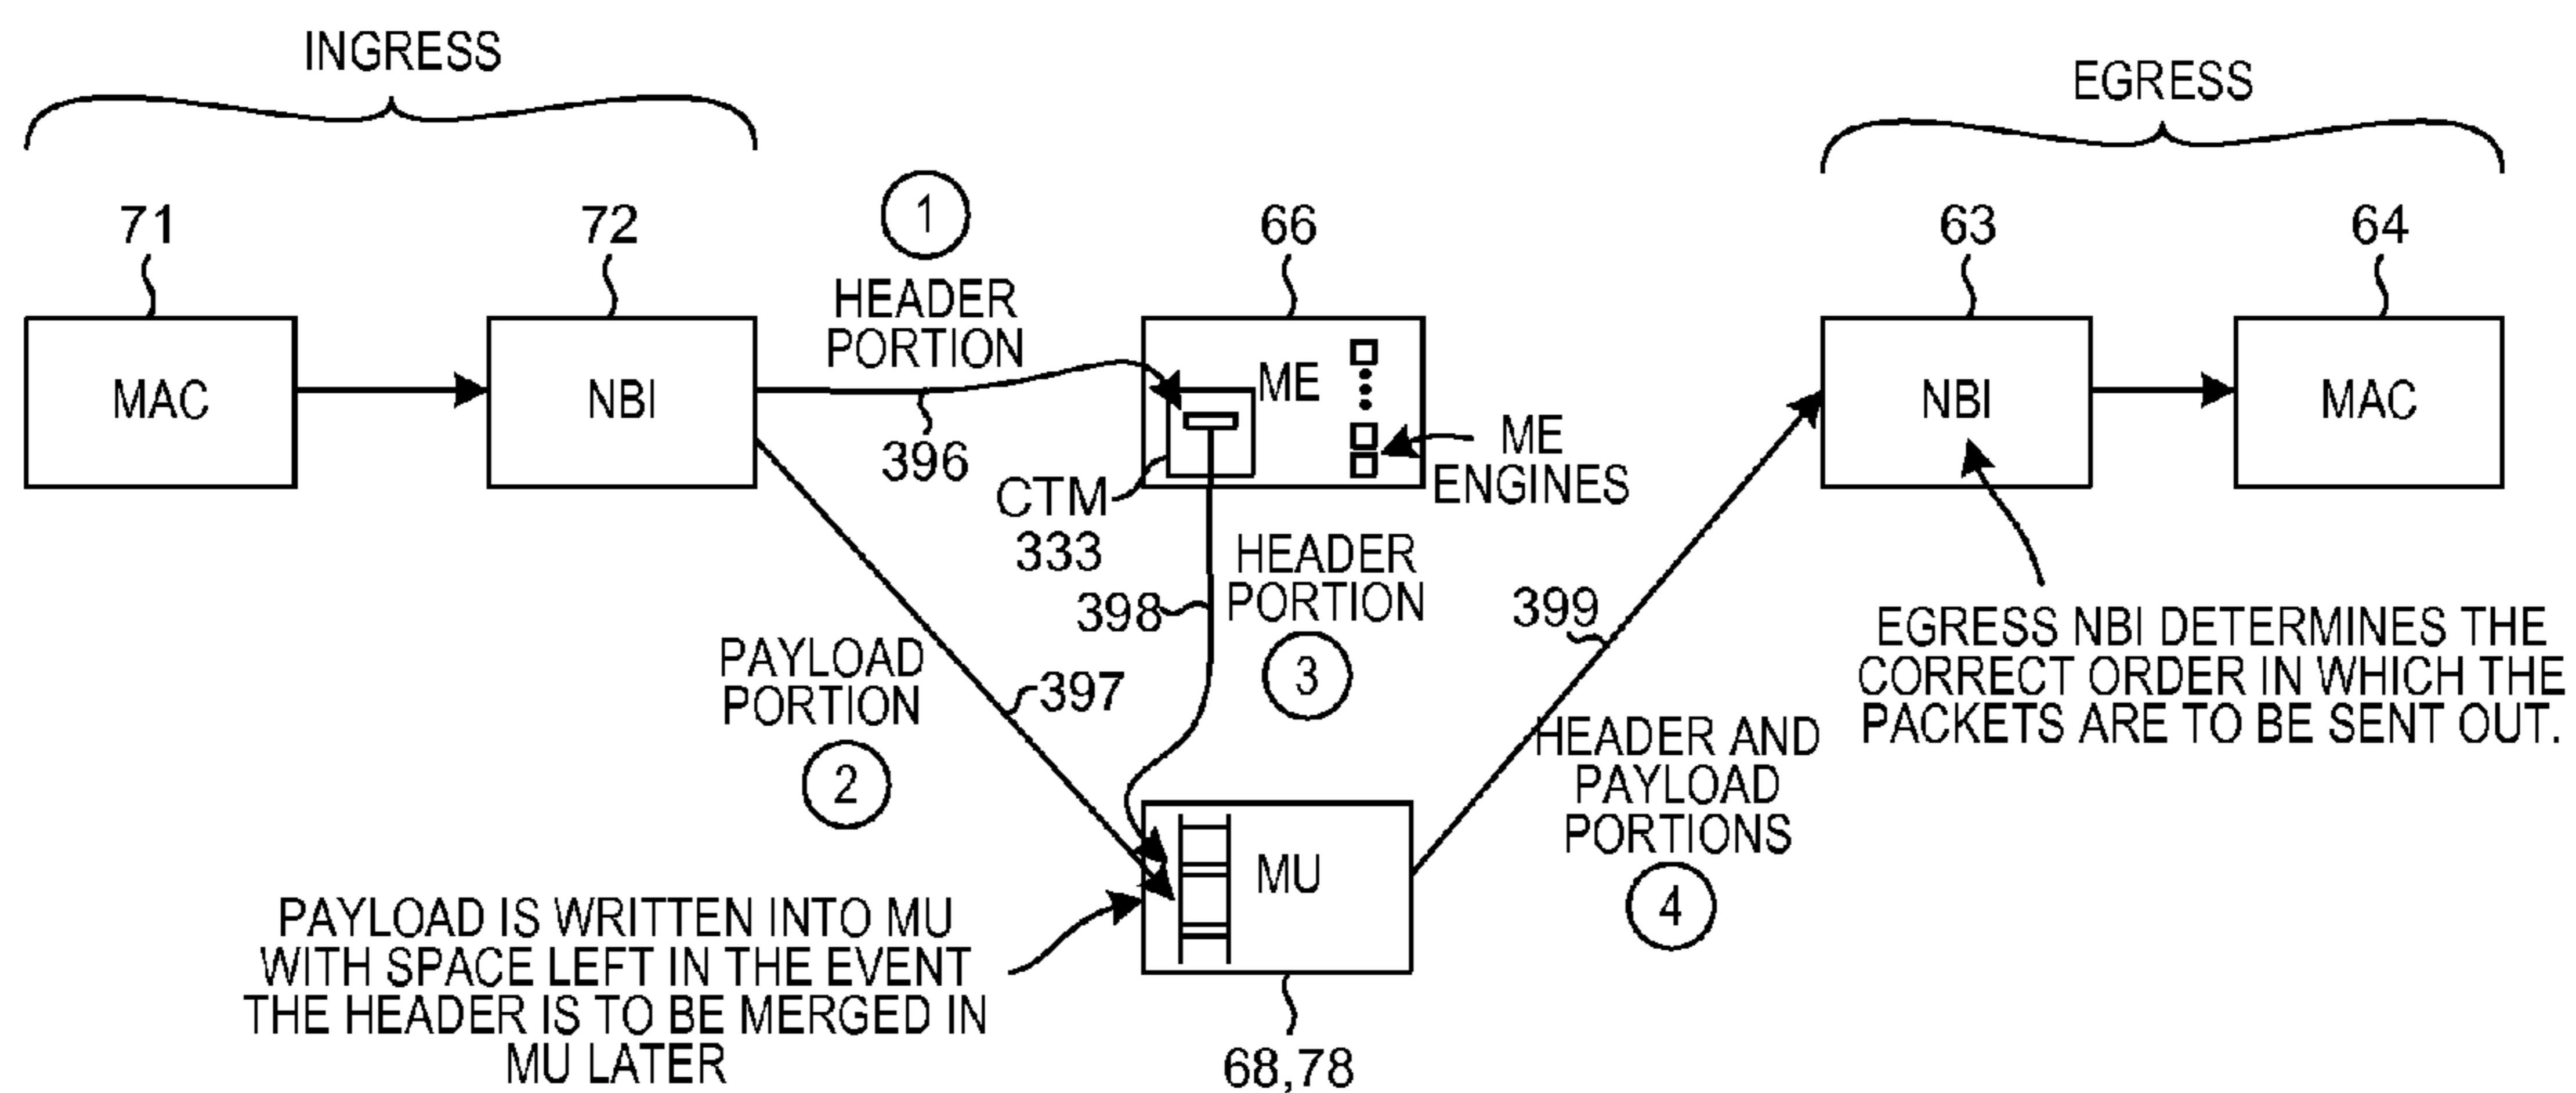 INGRESS
EGRESS
71
72
1
66
63
64
HEADER
PORTION
MAC
NBI
396
ME
CTM
333
ME
ENGINES
NBI
MAC
HEADER
PORTION
398
3
399
PAYLOAD
PORTION
397
2
EGRESS NBI DETERMINES THE
CORRECT ORDER IN WHICH THE
PACKETS ARE TO BE SENT OUT.
HEADER AND
PAYLOAD
PORTIONS
4
MU
PAYLOAD IS WRITTEN INTO MU
WITH SPACE LEFT IN THE EVENT
THE HEADER IS TO BE MERGED IN
MU LATER
68,78